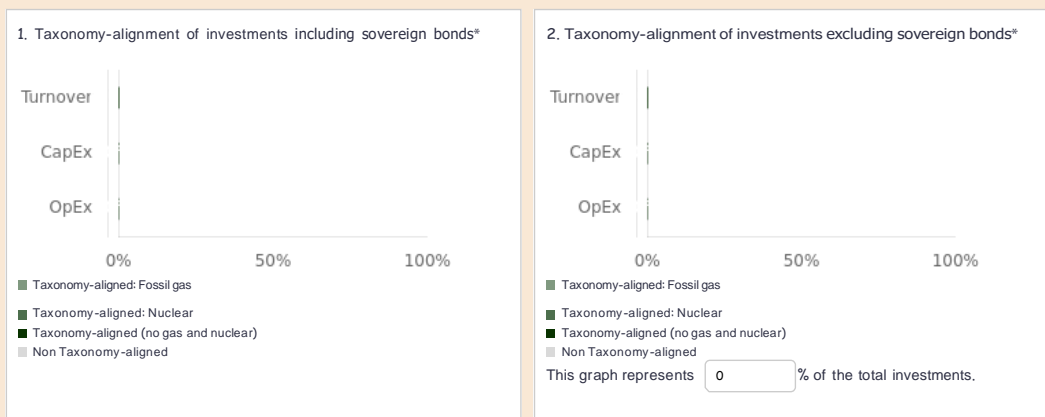 1. Taxonomy-alignment of investments including sovereign bonds*
Turnover
CapEx
OpEx
0% 50% 100%
Taxonomy-aligned: Fossil gas
Taxonomy-aligned: Nuclear
Taxonomy-aligned (no gas and nuclear)
Non Taxonomy-aligned
2. Taxonomy-alignment of investments excluding sovereign bonds*
Turnover
CapEx
OpEx
0% 50% 100%
Taxonomy-aligned: Fossil gas
Taxonomy-aligned: Nuclear
Taxonomy-aligned (no gas and nuclear)
Non Taxonomy-aligned
This graph represents 0 % of the total investments.